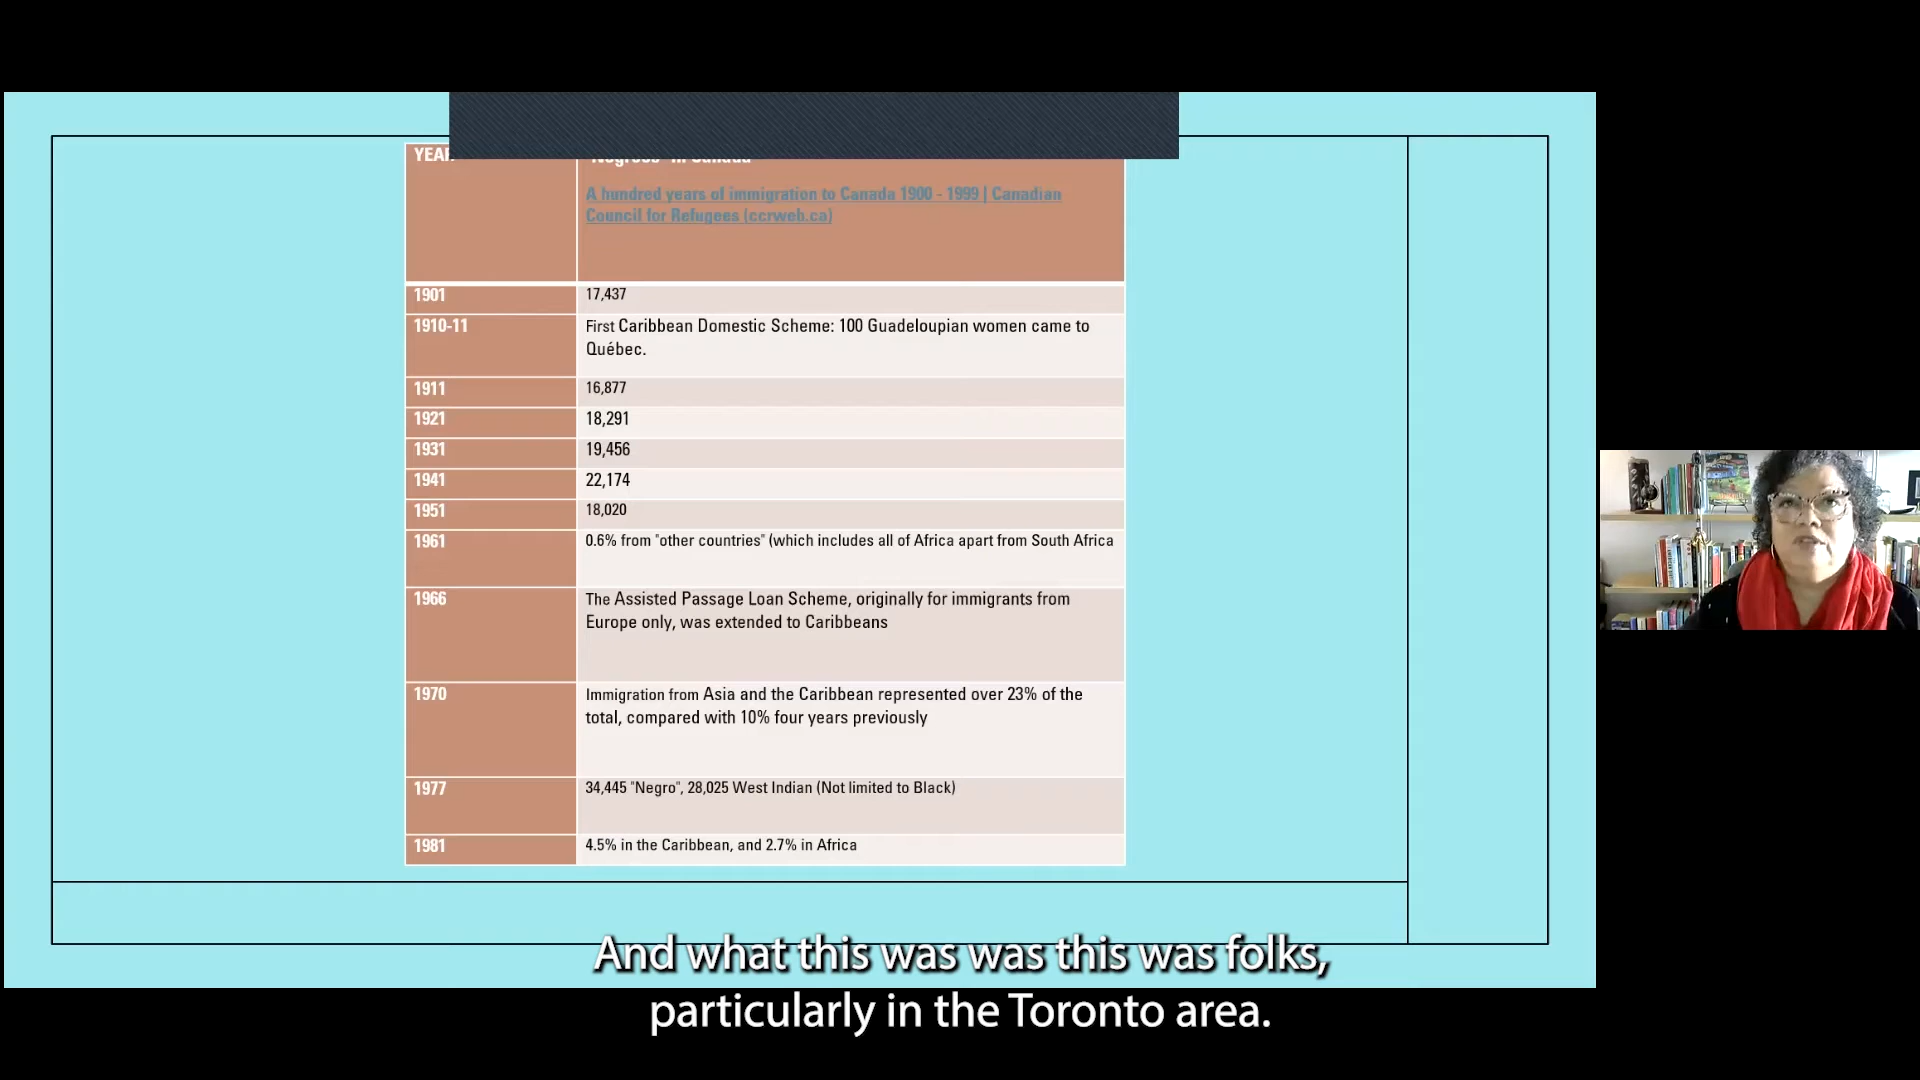 YEAR
"Negroes" in Canada
A hundred years of immigration to Canada 1900 - 1999 | Canadian
Council for Refugees (ccrweb.ca)
1901
17,437
1910-11
First Caribbean Domestic Scheme: 100 Guadeloupian women came to
Québec.
1911
16,877
1921
18,291
1931
19,456
1941
22,174
1951
18,020
1961
0.6% from "other countries" (which includes all of Africa apart from South Africa
1966
The Assisted Passage Loan Scheme, originally for immigrants from
Europe only, was extended to Caribbeans
1970
Immigration from Asia and the Caribbean represented over 23% of the
total, compared with 10% four years previously
1977
34,445 "Negro", 28,025 West Indian (Not limited to Black)
1981
4.5% in the Caribbean, and 2.7% in Africa
And what this was was this was folks,
particularly in the Toronto area.